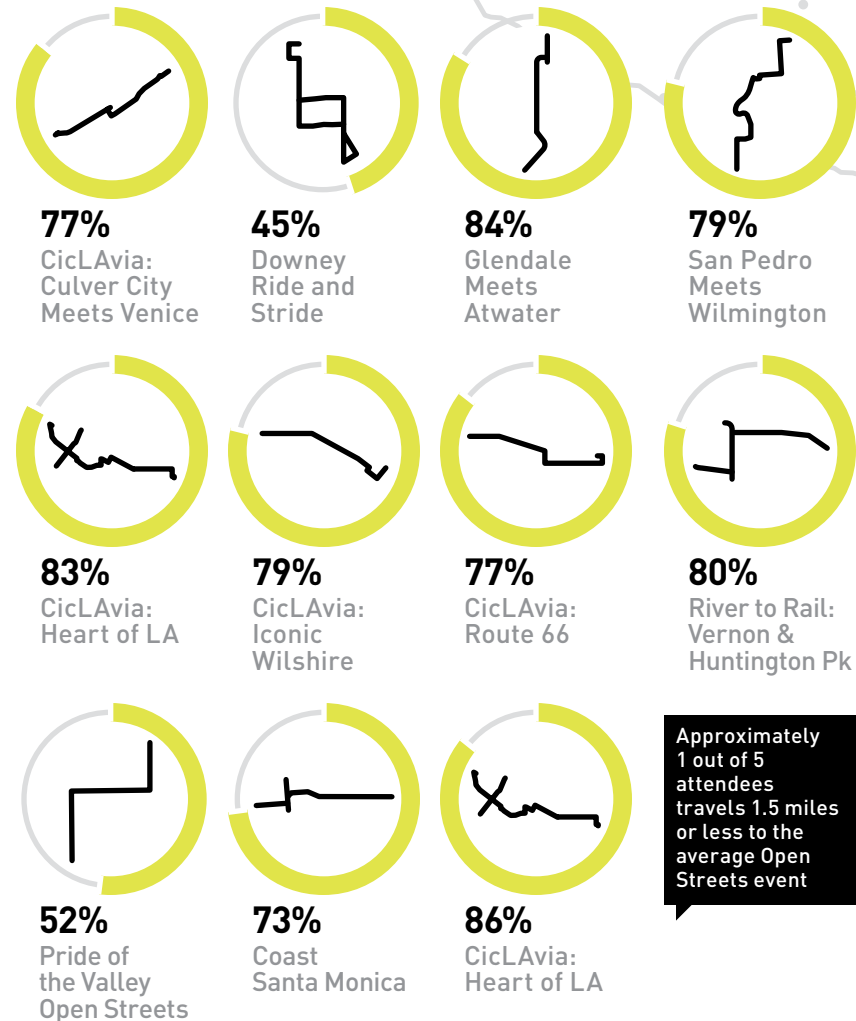 77%
CicLAvia:
Culver City
Meets Venice
45%
Downey
Ride and
Stride
84%
Glendale
Meets
Atwater
79%
San Pedro
Meets
Wilmington
83%
CicLAvia:
Heart of LA
79%
CicLAvia:
Iconic
Wilshire
77%
CicLAvia:
Route 66
80%
River to Rail:
Vernon &
Huntington Pk
52%
Pride of
the Valley
Open Streets
73%
Coast
Santa Monica
86%
CicLAvia:
Heart of LA
Approximately
1 out of 5
attendees
travels 1.5 miles
or less to the
average Open
Streets event